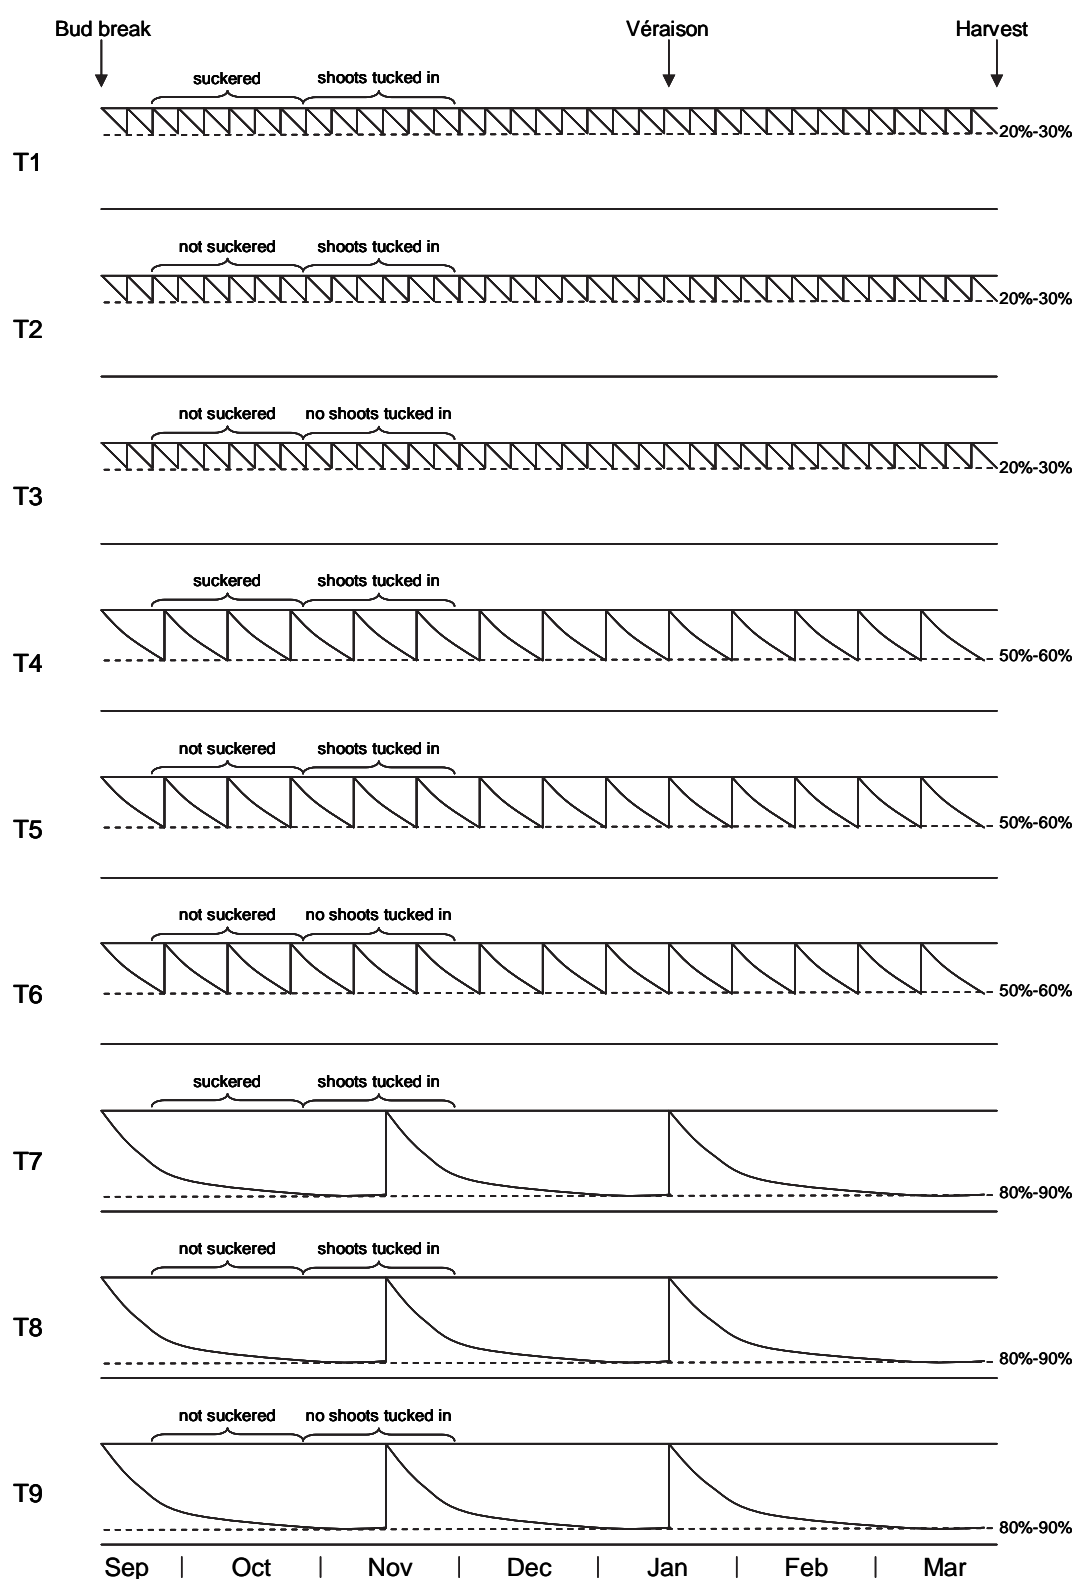 Bud break Véraison Harvest
suckered shoots tucked in
20%-30%
T1
not suckered shoots tucked in
20%-30%
T2
not suckered no shoots tucked in
20%-30%
T3
suckered shoots tucked in
50%-60%
T4
not suckered shoots tucked in
50%-60%
T5
not suckered no shoots tucked in
50%-60%
T6
suckered shoots tucked in
T7
80%-90%
not suckered shoots tucked in
T8
80%-90%
not suckered no shoots tucked in
T9
80%-90%
Sep | Oct | Nov | Dec | Jan | Feb | Mar